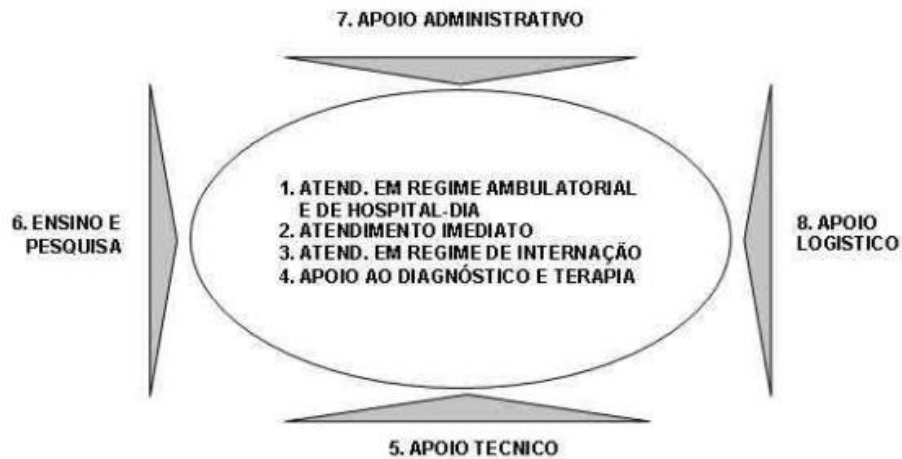 7. APOIO ADMINISTRATIVO
1. ATEND. EM REGIME AMBULATORIAL
E DE HOSPITAL-DIA
2. ATENDIMENTO IMEDIATO
3. ATEND. EM REGIME DE INTERNAÇÃO
4. APOIO AO DIAGNÓSTICO E TERAPIA
6. ENSINO E
PESQUISA
8. APOIO
LOGISTICO
5. APOIO TECNICO